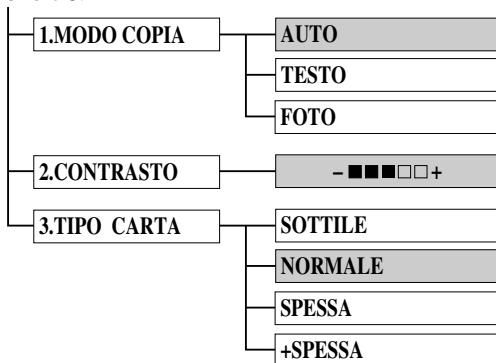 1.MODO COPIA
AUTO
TESTO
FOTO
2.CONTRASTO
– ■■■□□+
3.TIPO CARTA
SOTTILE
NORMALE
SPESSA
+SPESSA